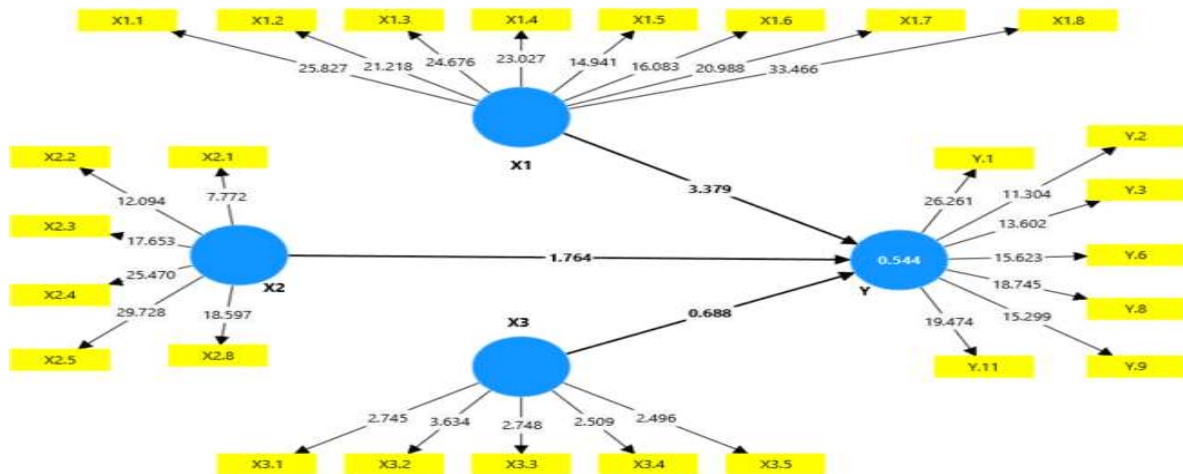 X1.1 X1.2 X1.3 X1.4 X1.5 X1.6 X1.7 X1.8
25.827 21.218 24.676 23.027 14.941 16.083 20.988 33.466
X1
X2.2 X2.1
12.094 7.772
X2.3
17.653
X2.4
25.470
X2.5
29.728 18.597
X2.8
X2
3.379
1.764
0.688
X3
2.745 3.634 2.748 2.509 2.496
X3.1 X3.2 X3.3 X3.4 X3.5
Y
0.544
Y.1 Y.2
26.261 11.304
Y.3
13.602
Y.6
15.623
Y.8
18.745
Y.9
15.299
19.474
Y.11